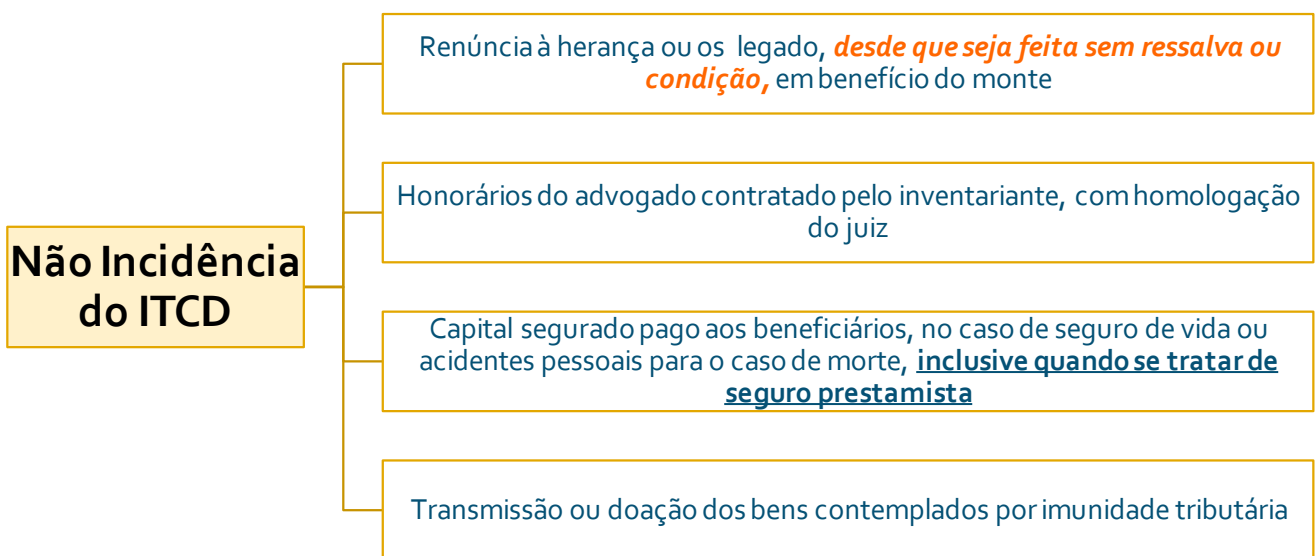 Renúncia à herança ou os legado, desde que seja feita sem ressalva ou
condição, em benefício do monte
Honorários do advogado contratado pelo inventariante, com homologação
do juiz
Não Incidência
do ITCD
Capital segurado pago aos beneficiários, no caso de seguro de vida ou
acidentes pessoais para o caso de morte, inclusive quando se tratar de
seguro prestamista
Transmissão ou doação dos bens contemplados por imunidade tributária